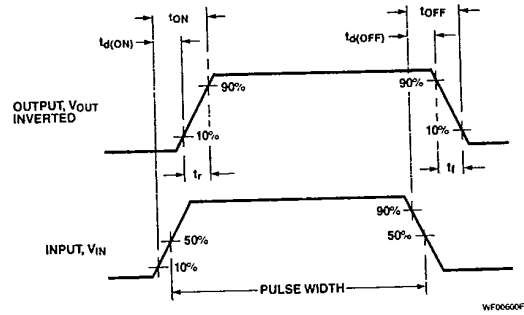 tON tOFF
td(ON) td(OFF)
OUTPUT, VOUT
INVERTED
90% 90%
10% 10%
tr tf
INPUT, VIN
90%
50% 50%
10%
PULSE WIDTH
WF00600F